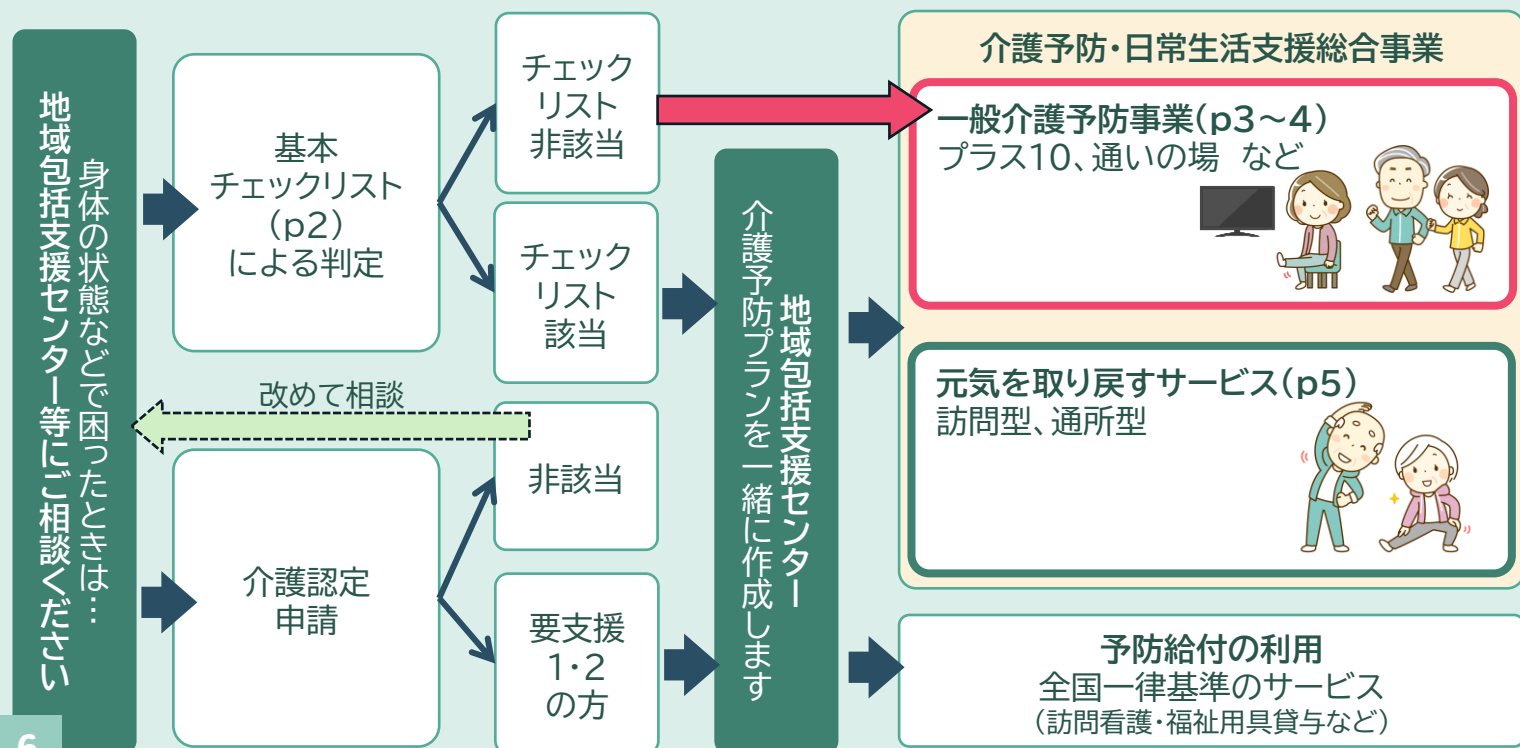 身体の状態などで困ったときは…
地域包括支援センター等にご相談ください
基本
チェックリスト
(p2)
による判定
チェック
リスト
非該当
チェック
リスト
該当
改めて相談
介護認定
申請
非該当
要支援
1・2
の方
地域包括支援センター
介護予防プランを一緒に作成します
介護予防・日常生活支援総合事業
一般介護予防事業(p3～4)
プラス10、通いの場 など
元気を取り戻すサービス(p5)
訪問型、通所型
予防給付の利用
全国一律基準のサービス
(訪問看護・福祉用具貸与など)
6